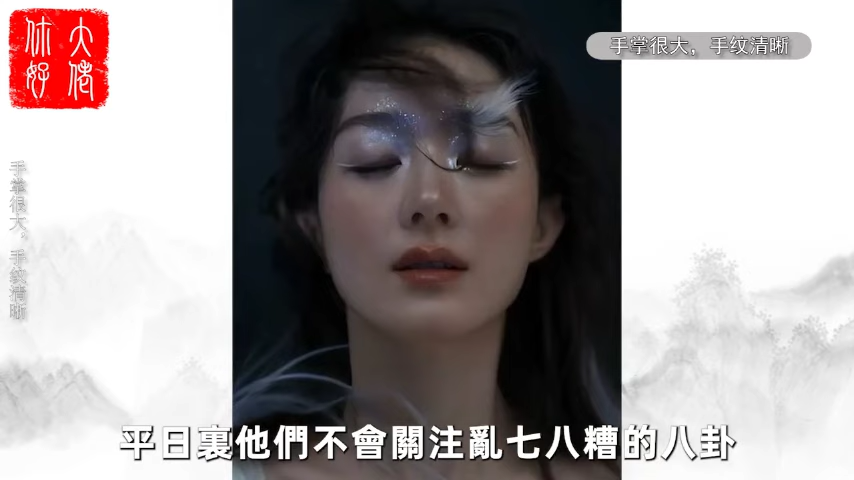 大佬
休好
手掌很大，手纹清晰
手掌很大，手纹清晰
平日裏他們不會關注亂七八糟的八卦